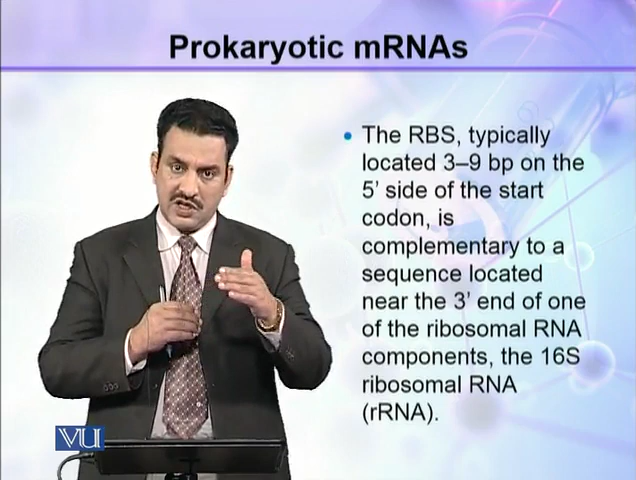 Prokaryotic mRNAs
• The RBS, typically
located 3–9 bp on the
5’ side of the start
codon, is
complementary to a
sequence located
near the 3’ end of one
of the ribosomal RNA
components, the 16S
ribosomal RNA
(rRNA).
VU